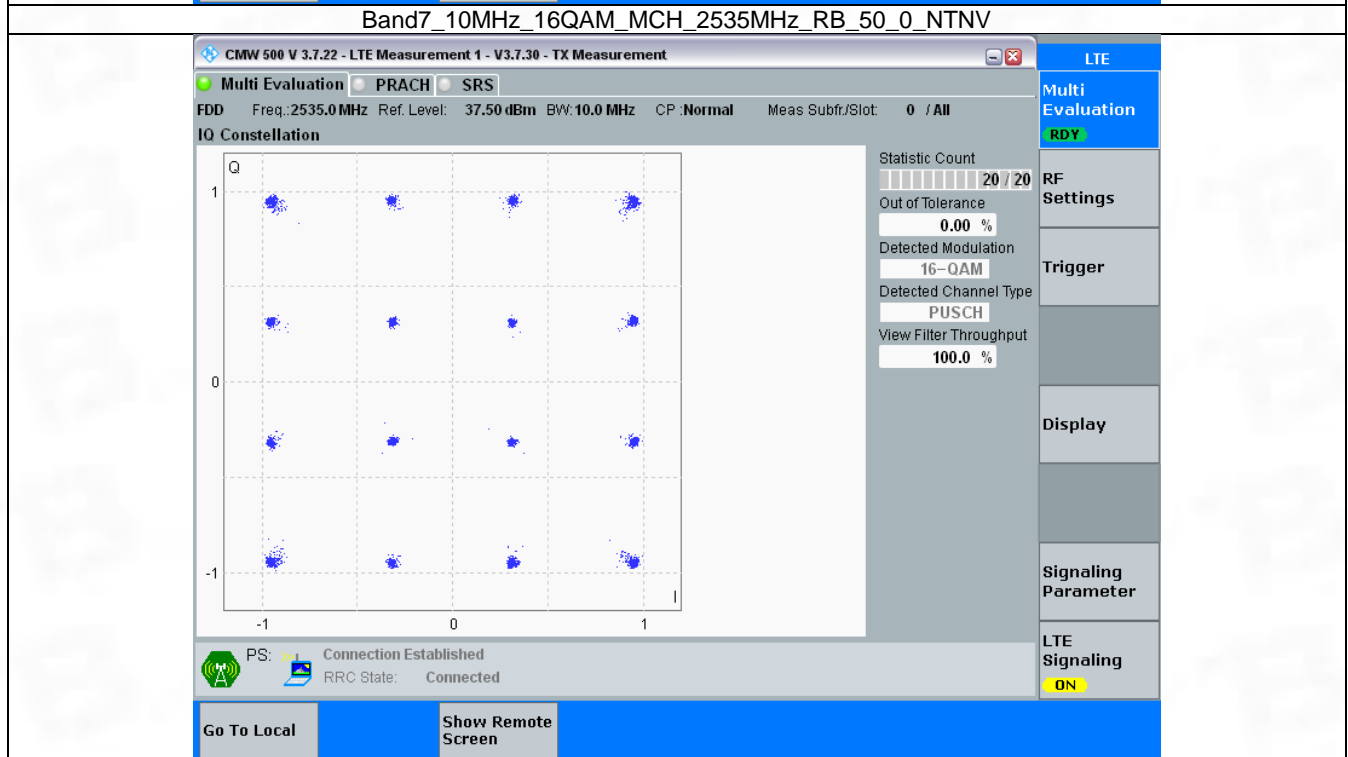 Band7_10MHz_16QAM_MCH_2535MHz_RB_50_0_NTNV
CMW 500 V 3.7.22 - LTE Measurement 1 - V3.7.30 - TX Measurement
LTE
Multi Evaluation PRACH SRS
Multi
Evaluation
RDY
FDD Freq.:2535.0 MHz Ref. Level: 37.50 dBm BW:10.0 MHz CP :Normal Meas Subfr./Slot: 0 / All
IQ Constellation
Q
1
0
-1
I
-1 0 1
Statistic Count
20 / 20
Out of Tolerance
0.00 %
Detected Modulation
16-QAM
Detected Channel Type
PUSCH
View Filter Throughput
100.0 %
RF
Settings
Trigger
Display
Signaling
Parameter
LTE
Signaling
ON
PS: Connection Established
RRC State: Connected
Go To Local
Show Remote
Screen